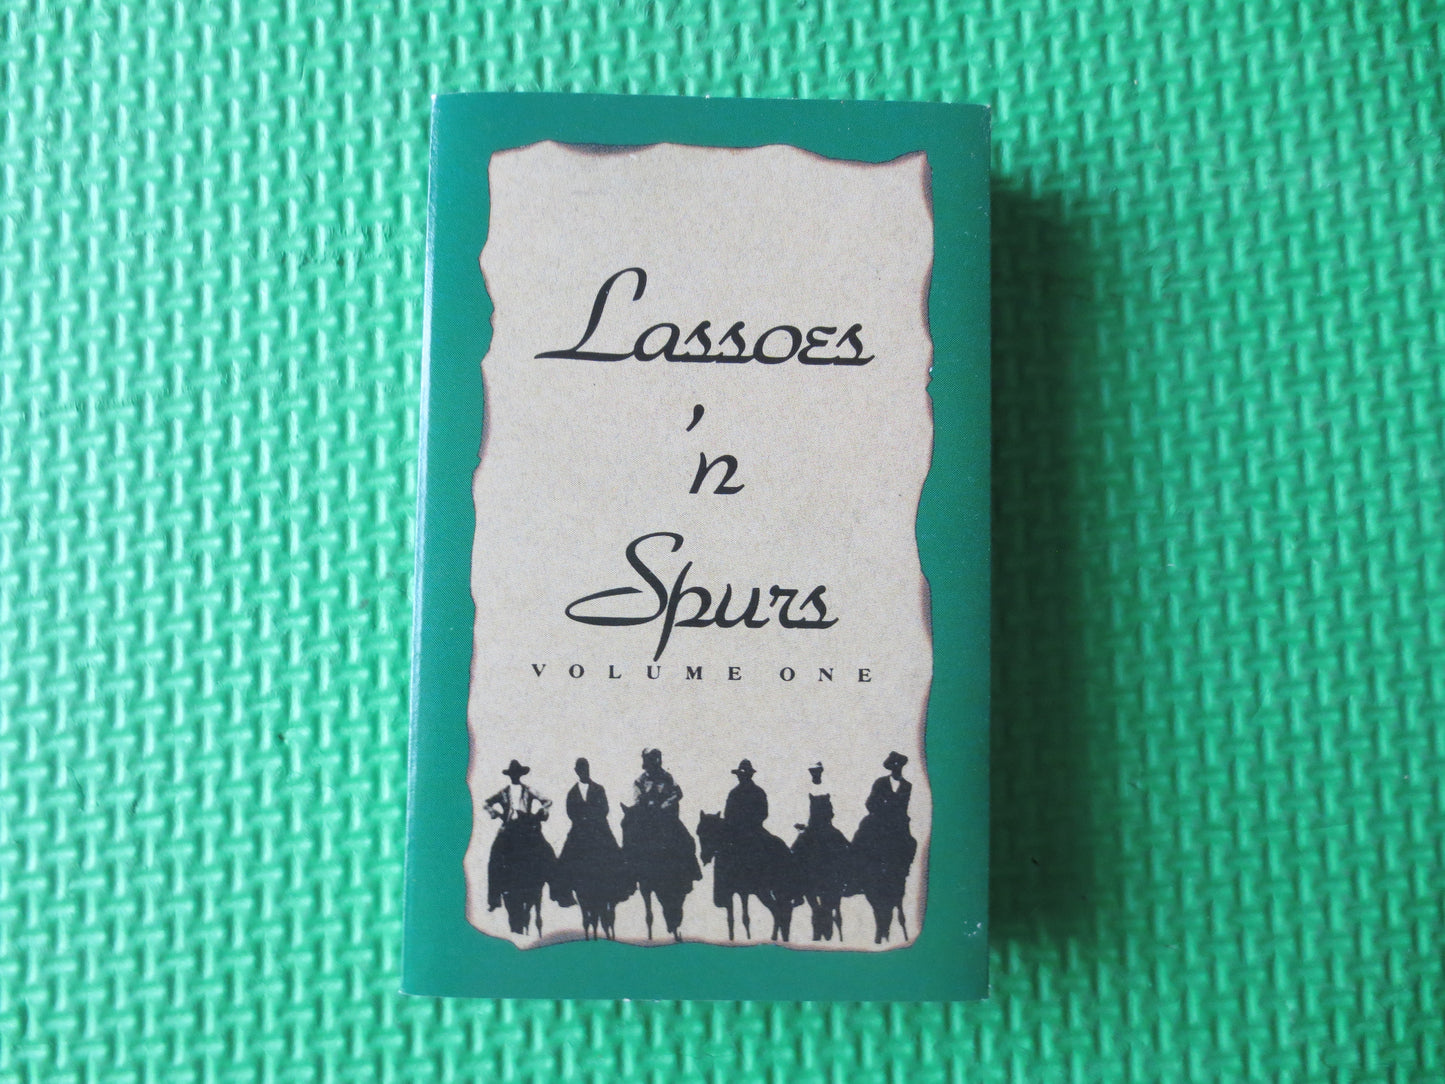 Lassoes
'n
Spurs
VOLUME ONE